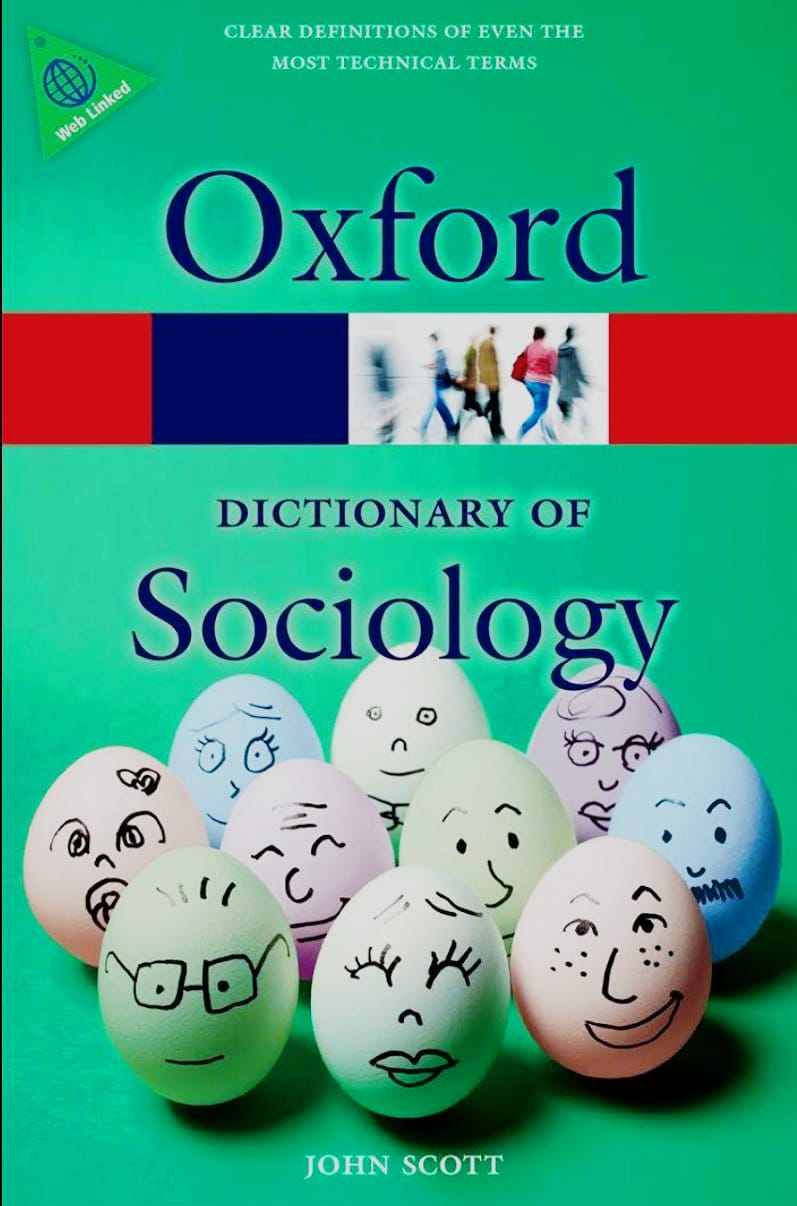 CLEAR DEFINITIONS OF EVEN THE
MOST TECHNICAL TERMS
Web Linked
Oxford
DICTIONARY OF
Sociology
JOHN SCOTT